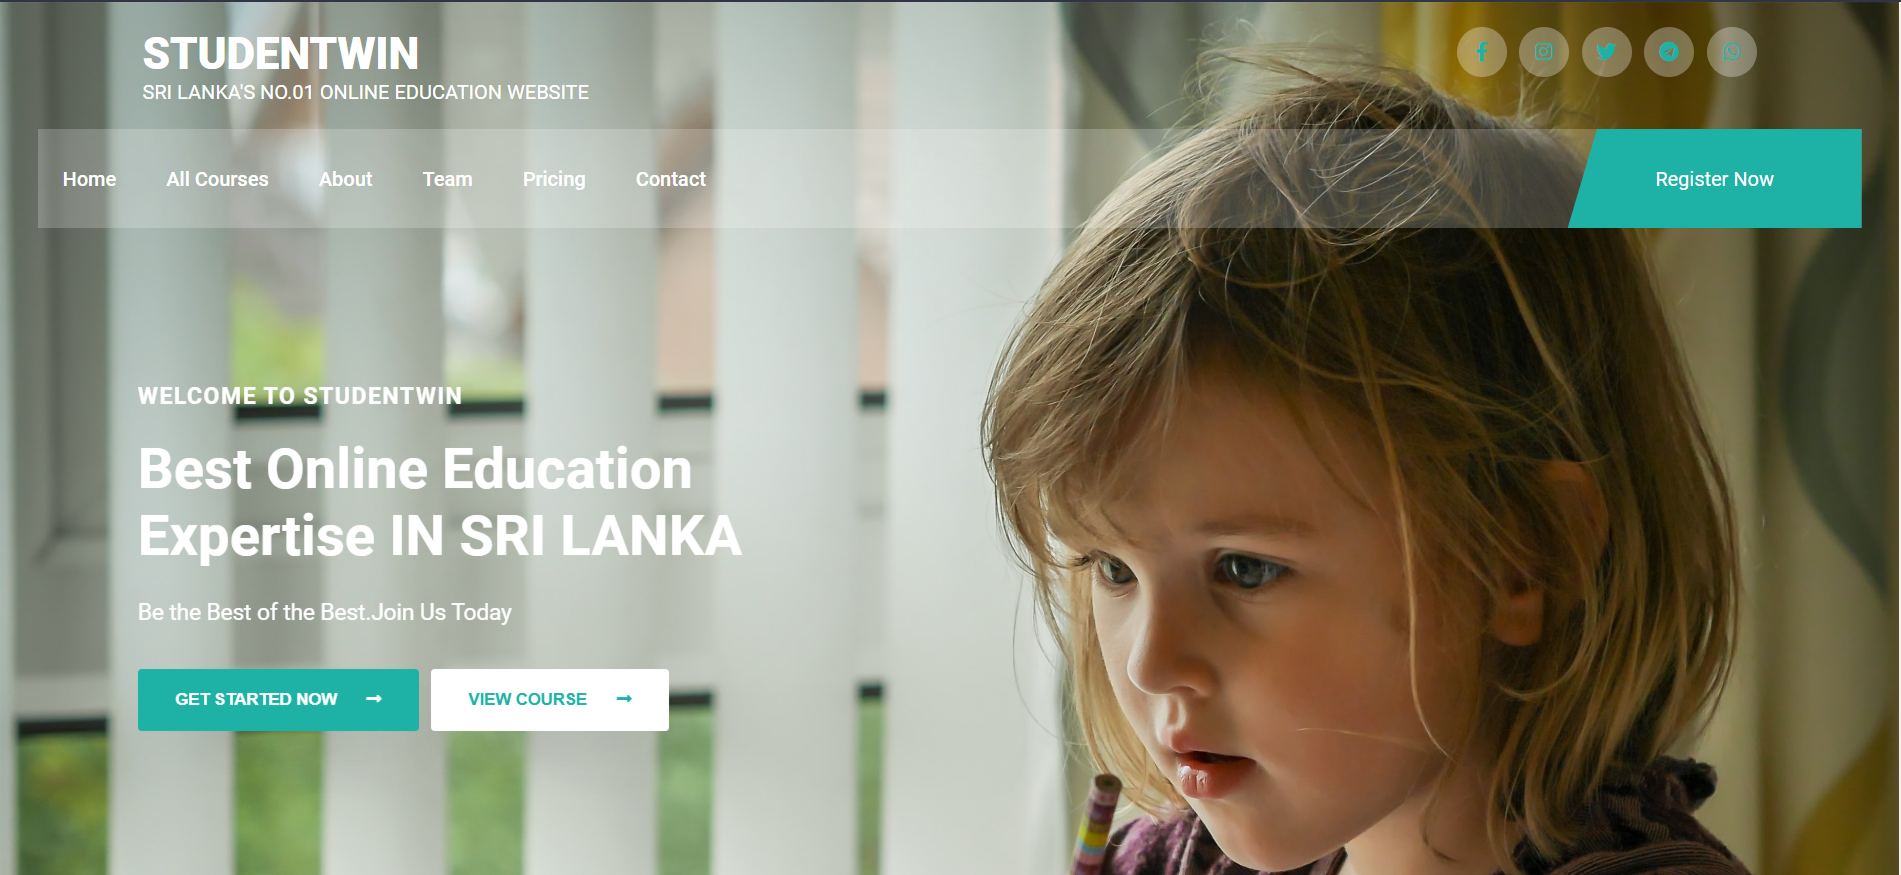 STUDENTWIN
SRI LANKA'S NO.01 ONLINE EDUCATION WEBSITE
Home All Courses About Team Pricing Contact Register Now
WELCOME TO STUDENTWIN
Best Online Education
Expertise IN SRI LANKA
Be the Best of the Best.Join Us Today
GET STARTED NOW VIEW COURSE